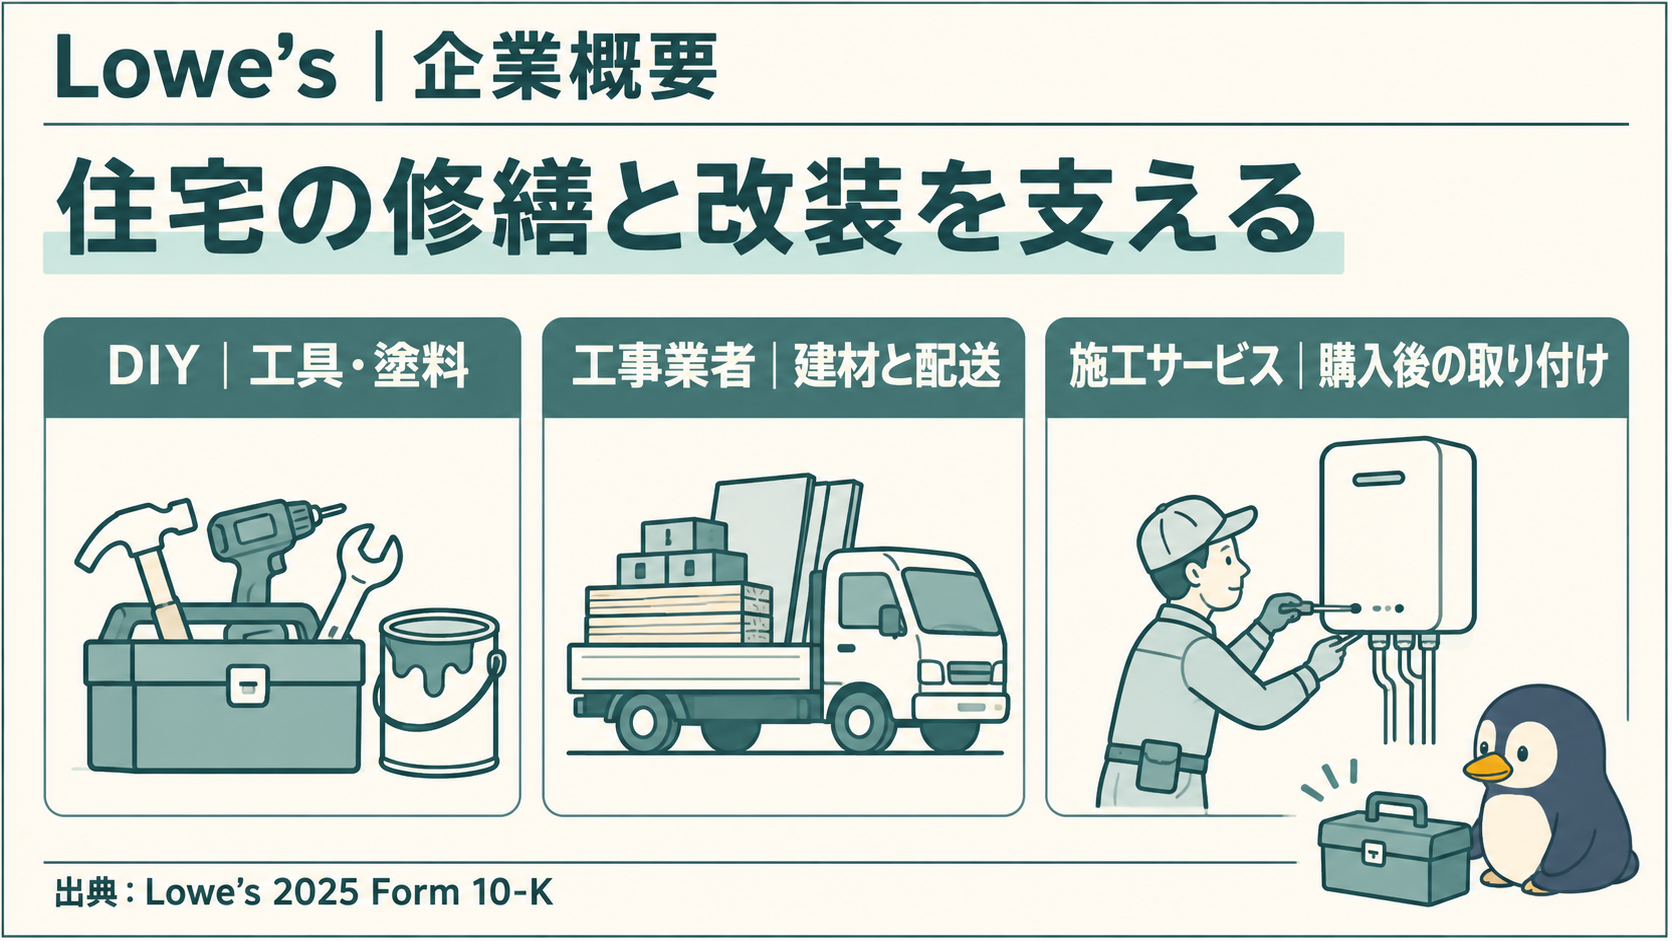 Lowe's｜企業概要
住宅の修繕と改装を支える
DIY｜工具・塗料
工事業者｜建材と配送
施工サービス｜購入後の取り付け
出典：Lowe's 2025 Form 10-K